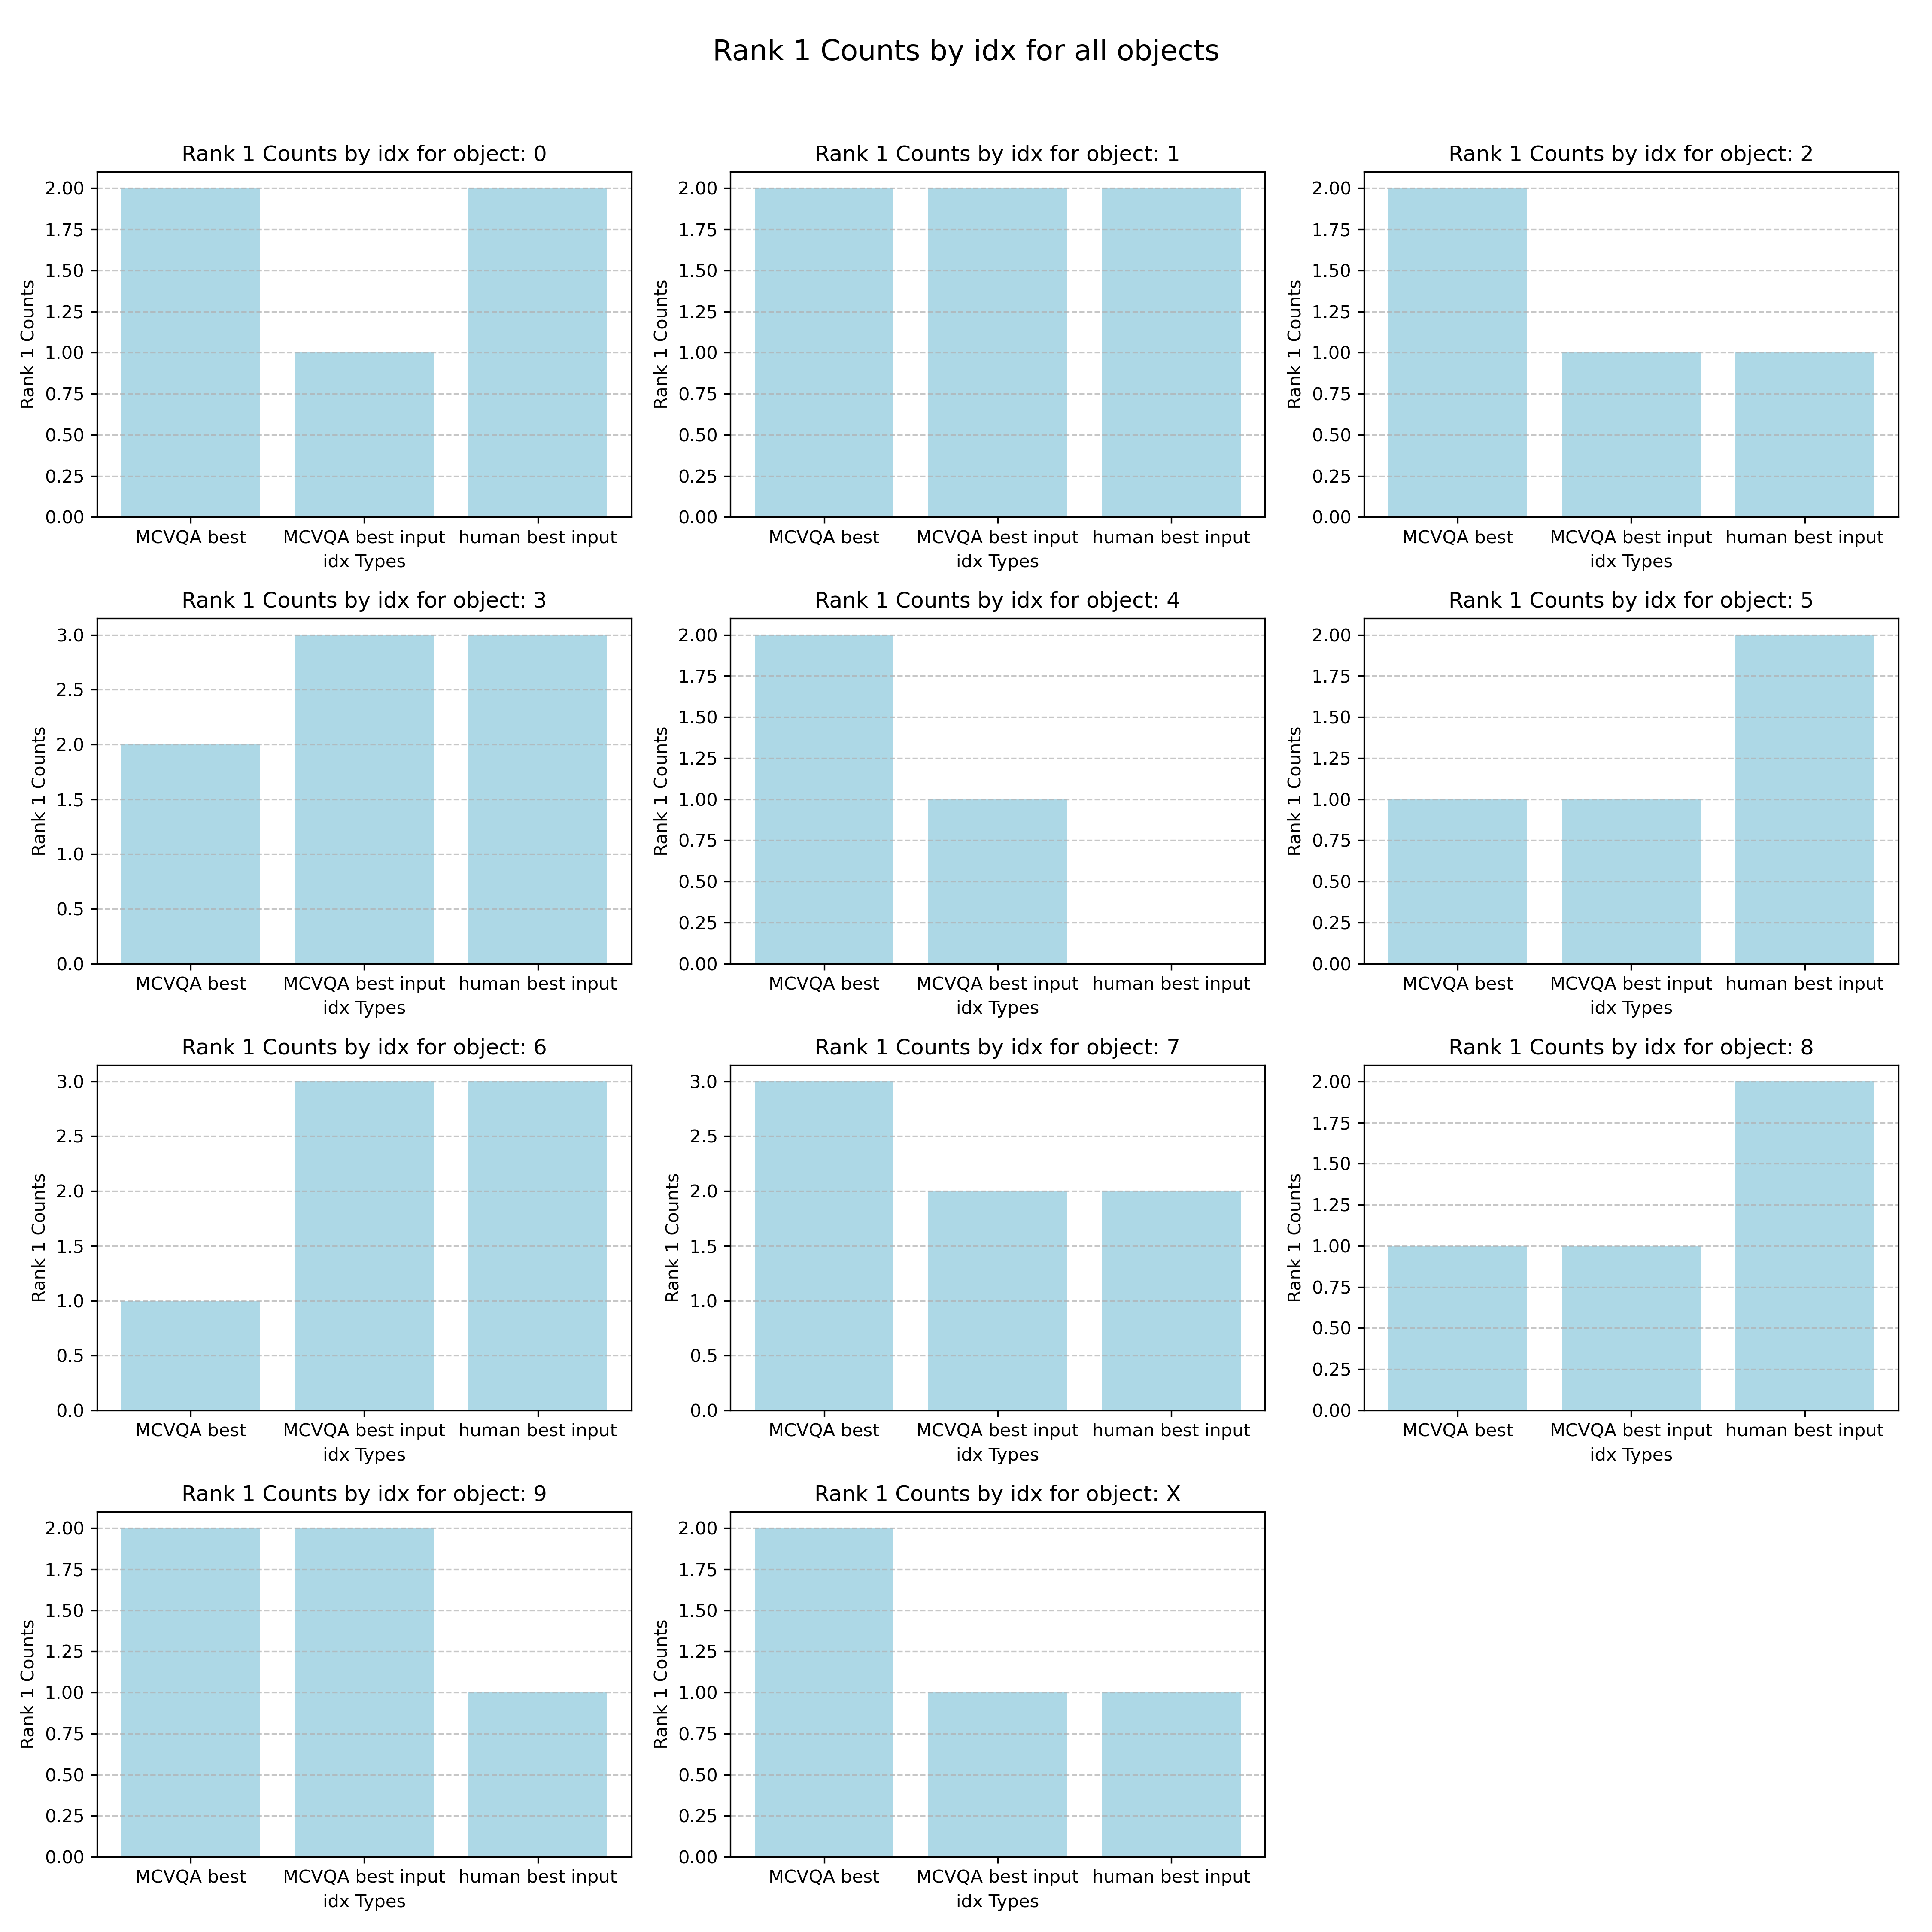 Rank 1 Counts by idx for all objects
Rank 1 Counts by idx for object: 0
Rank 1 Counts
2.00
1.75
1.50
1.25
1.00
0.75
0.50
0.25
0.00
MCVQA best MCVQA best input human best input
idx Types
Rank 1 Counts by idx for object: 1
Rank 1 Counts
2.00
1.75
1.50
1.25
1.00
0.75
0.50
0.25
0.00
MCVQA best MCVQA best input human best input
idx Types
Rank 1 Counts by idx for object: 2
Rank 1 Counts
2.00
1.75
1.50
1.25
1.00
0.75
0.50
0.25
0.00
MCVQA best MCVQA best input human best input
idx Types
Rank 1 Counts by idx for object: 3
Rank 1 Counts
3.0
2.5
2.0
1.5
1.0
0.5
0.0
MCVQA best MCVQA best input human best input
idx Types
Rank 1 Counts by idx for object: 4
Rank 1 Counts
2.00
1.75
1.50
1.25
1.00
0.75
0.50
0.25
0.00
MCVQA best MCVQA best input human best input
idx Types
Rank 1 Counts by idx for object: 5
Rank 1 Counts
2.00
1.75
1.50
1.25
1.00
0.75
0.50
0.25
0.00
MCVQA best MCVQA best input human best input
idx Types
Rank 1 Counts by idx for object: 6
Rank 1 Counts
3.0
2.5
2.0
1.5
1.0
0.5
0.0
MCVQA best MCVQA best input human best input
idx Types
Rank 1 Counts by idx for object: 7
Rank 1 Counts
3.0
2.5
2.0
1.5
1.0
0.5
0.0
MCVQA best MCVQA best input human best input
idx Types
Rank 1 Counts by idx for object: 8
Rank 1 Counts
2.00
1.75
1.50
1.25
1.00
0.75
0.50
0.25
0.00
MCVQA best MCVQA best input human best input
idx Types
Rank 1 Counts by idx for object: 9
Rank 1 Counts
2.00
1.75
1.50
1.25
1.00
0.75
0.50
0.25
0.00
MCVQA best MCVQA best input human best input
idx Types
Rank 1 Counts by idx for object: X
Rank 1 Counts
2.00
1.75
1.50
1.25
1.00
0.75
0.50
0.25
0.00
MCVQA best MCVQA best input human best input
idx Types